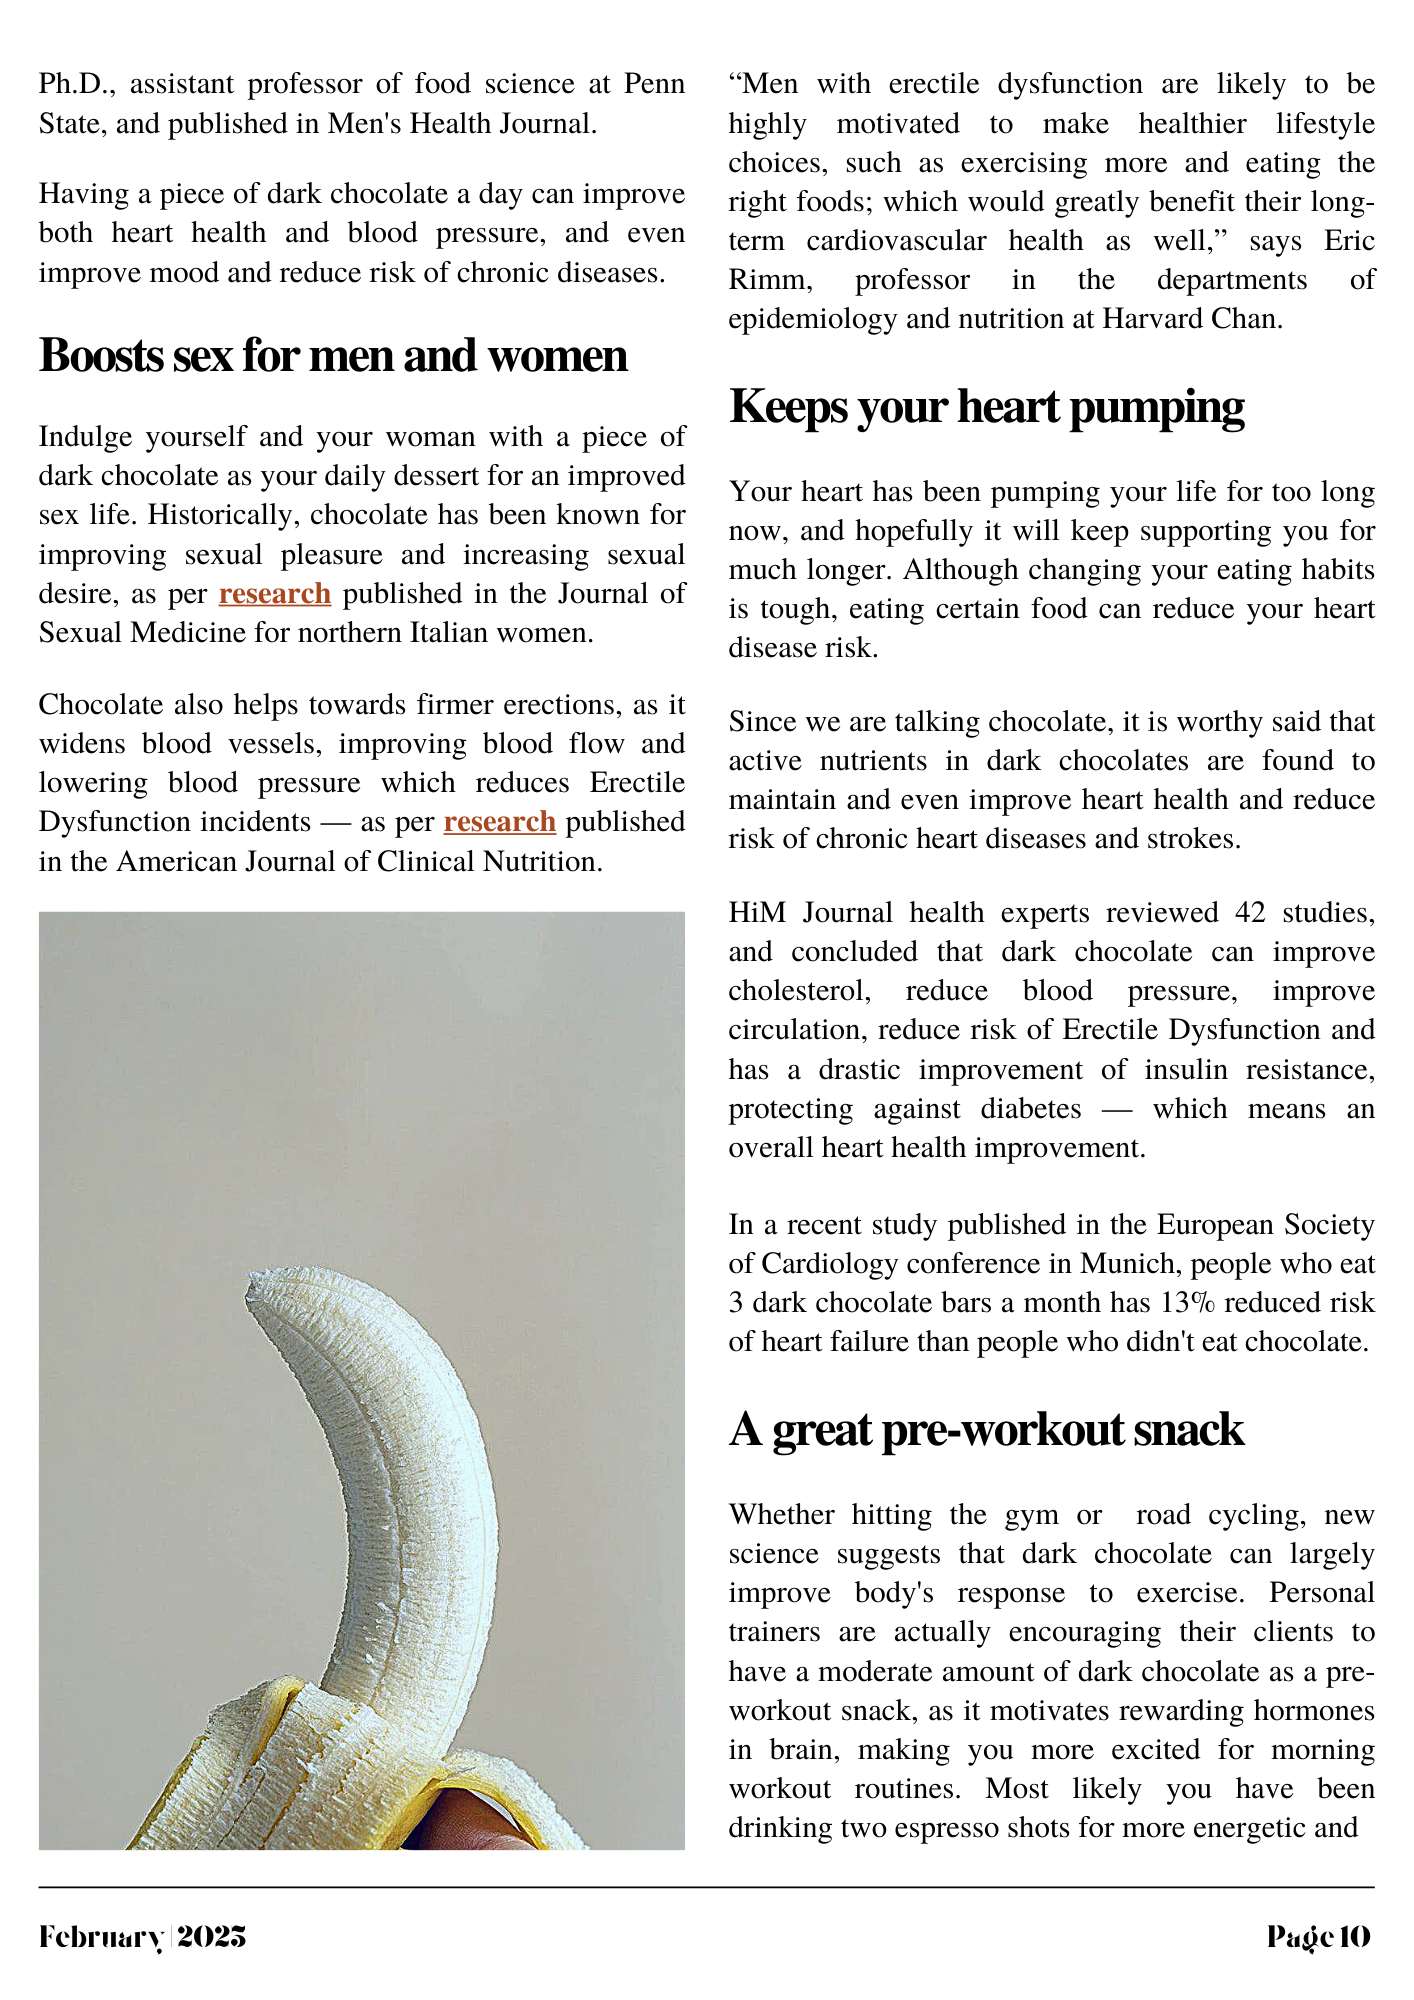 Ph.D., assistant professor of food science at Penn
State, and published in Men's Health Journal.
Having a piece of dark chocolate a day can improve
both heart health and blood pressure, and even
improve mood and reduce risk of chronic diseases.
Boosts sex for men and women
Indulge yourself and your woman with a piece of
dark chocolate as your daily dessert for an improved
sex life. Historically, chocolate has been known for
improving sexual pleasure and increasing sexual
desire, as per research published in the Journal of
Sexual Medicine for northern Italian women.
Chocolate also helps towards firmer erections, as it
widens blood vessels, improving blood flow and
lowering blood pressure which reduces Erectile
Dysfunction incidents — as per research published
in the American Journal of Clinical Nutrition.
“Men with erectile dysfunction are likely to be
highly motivated to make healthier lifestyle
choices, such as exercising more and eating the
right foods; which would greatly benefit their long-
term cardiovascular health as well,” says Eric
Rimm, professor in the departments of
epidemiology and nutrition at Harvard Chan.
Keeps your heart pumping
Your heart has been pumping your life for too long
now, and hopefully it will keep supporting you for
much longer. Although changing your eating habits
is tough, eating certain food can reduce your heart
disease risk.
Since we are talking chocolate, it is worthy said that
active nutrients in dark chocolates are found to
maintain and even improve heart health and reduce
risk of chronic heart diseases and strokes.
HiM Journal health experts reviewed 42 studies,
and concluded that dark chocolate can improve
cholesterol, reduce blood pressure, improve
circulation, reduce risk of Erectile Dysfunction and
has a drastic improvement of insulin resistance,
protecting against diabetes — which means an
overall heart health improvement.
In a recent study published in the European Society
of Cardiology conference in Munich, people who eat
3 dark chocolate bars a month has 13% reduced risk
of heart failure than people who didn't eat chocolate.
A great pre-workout snack
Whether hitting the gym or road cycling, new
science suggests that dark chocolate can largely
improve body's response to exercise. Personal
trainers are actually encouraging their clients to
have a moderate amount of dark chocolate as a pre-
workout snack, as it motivates rewarding hormones
in brain, making you more excited for morning
workout routines. Most likely you have been
drinking two espresso shots for more energetic and
February | 2025
Page 10